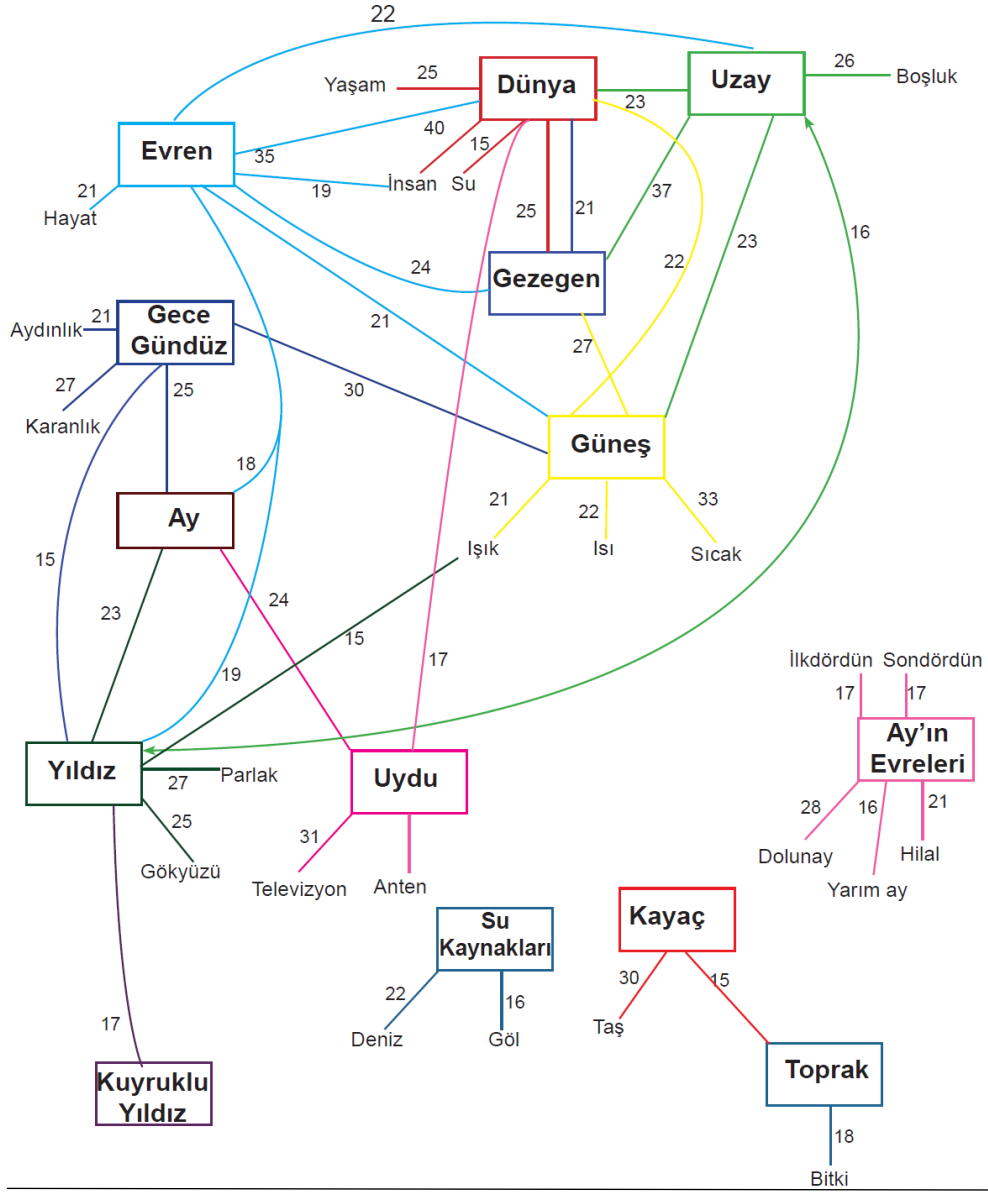 22
Yaşam
25
Dünya
Uzay
26
Boşluk
23
Evren
40
15
35
İnsan
Su
19
21
Hayat
37
25
21
23
16
24
Gezegen
22
Aydınlık
21
Gece
Gündüz
21
27
27
25
30
Karanlık
Güneş
18
Ay
21
22
33
Işık
Isı
Sıcak
15
23
24
15
17
19
İlkdördün
Sondördün
17
17
Ay’ın
Evreleri
Yıldız
27
Parlak
Uydu
25
Gökyüzü
31
Televizyon
Anten
28
16
21
Dolunay
Hilal
Yarım ay
Su
Kaynakları
Kayaç
22
16
Deniz
Göl
30
15
Taş
17
Kuyruklu
Yıldız
Toprak
18
Bitki